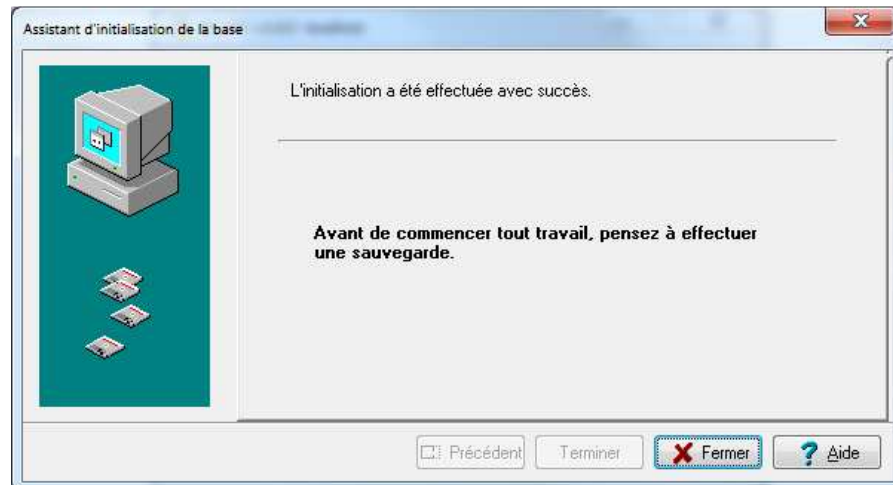 Assistant d'initialisation de la base
L'initialisation a été effectuée avec succès.
Avant de commencer tout travail, pensez à effectuer
une sauvegarde.
Précédent
Terminer
Fermer
Aide